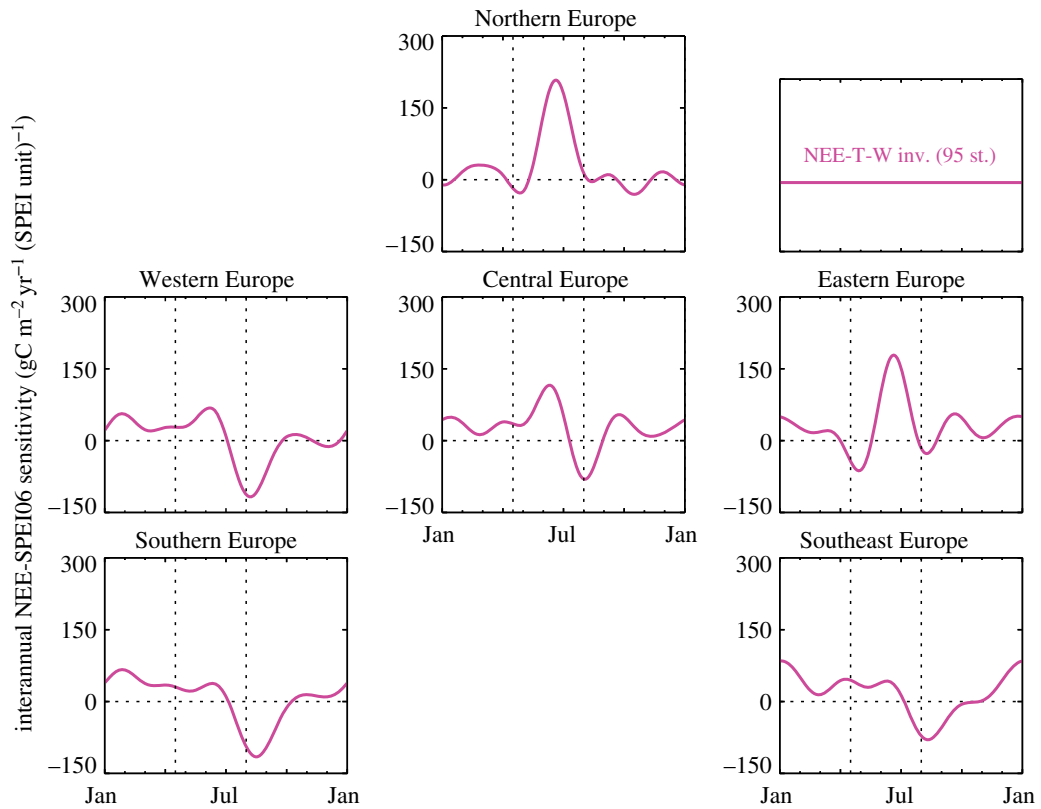 interannual NEE-SPEI06 sensitivity (gC m⁻² yr⁻¹ (SPEI unit)⁻¹
Northern Europe
300
150
0
−150
NEE-T-W inv. (95 st.)
Western Europe
300
150
0
−150
Central Europe
300
150
0
−150
Jan Jul Jan
Eastern Europe
300
150
0
−150
Southern Europe
300
150
0
−150
Jan Jul Jan
Southeast Europe
300
150
0
−150
Jan Jul Jan